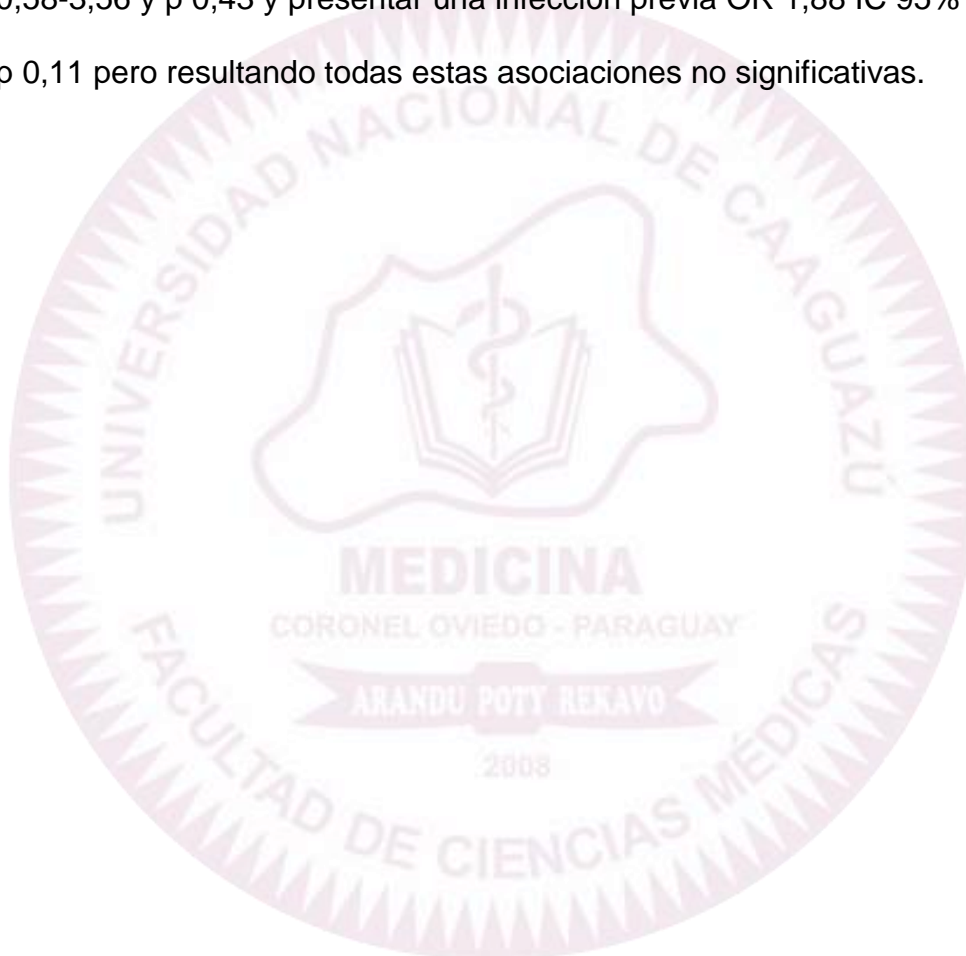 0,58-3,56 y p 0,43 y presentar una infección previa OR 1,88 IC 95%
p 0,11 pero resultando todas estas asociaciones no significativas.
UNIVERSIDAD NACIONAL DE CAAGUAZÚ
MEDICINA
CORONEL OVIEDO - PARAGUAY
ARANDU POTY REKAVO
2008
FACULTAD DE CIENCIAS MÉDICAS